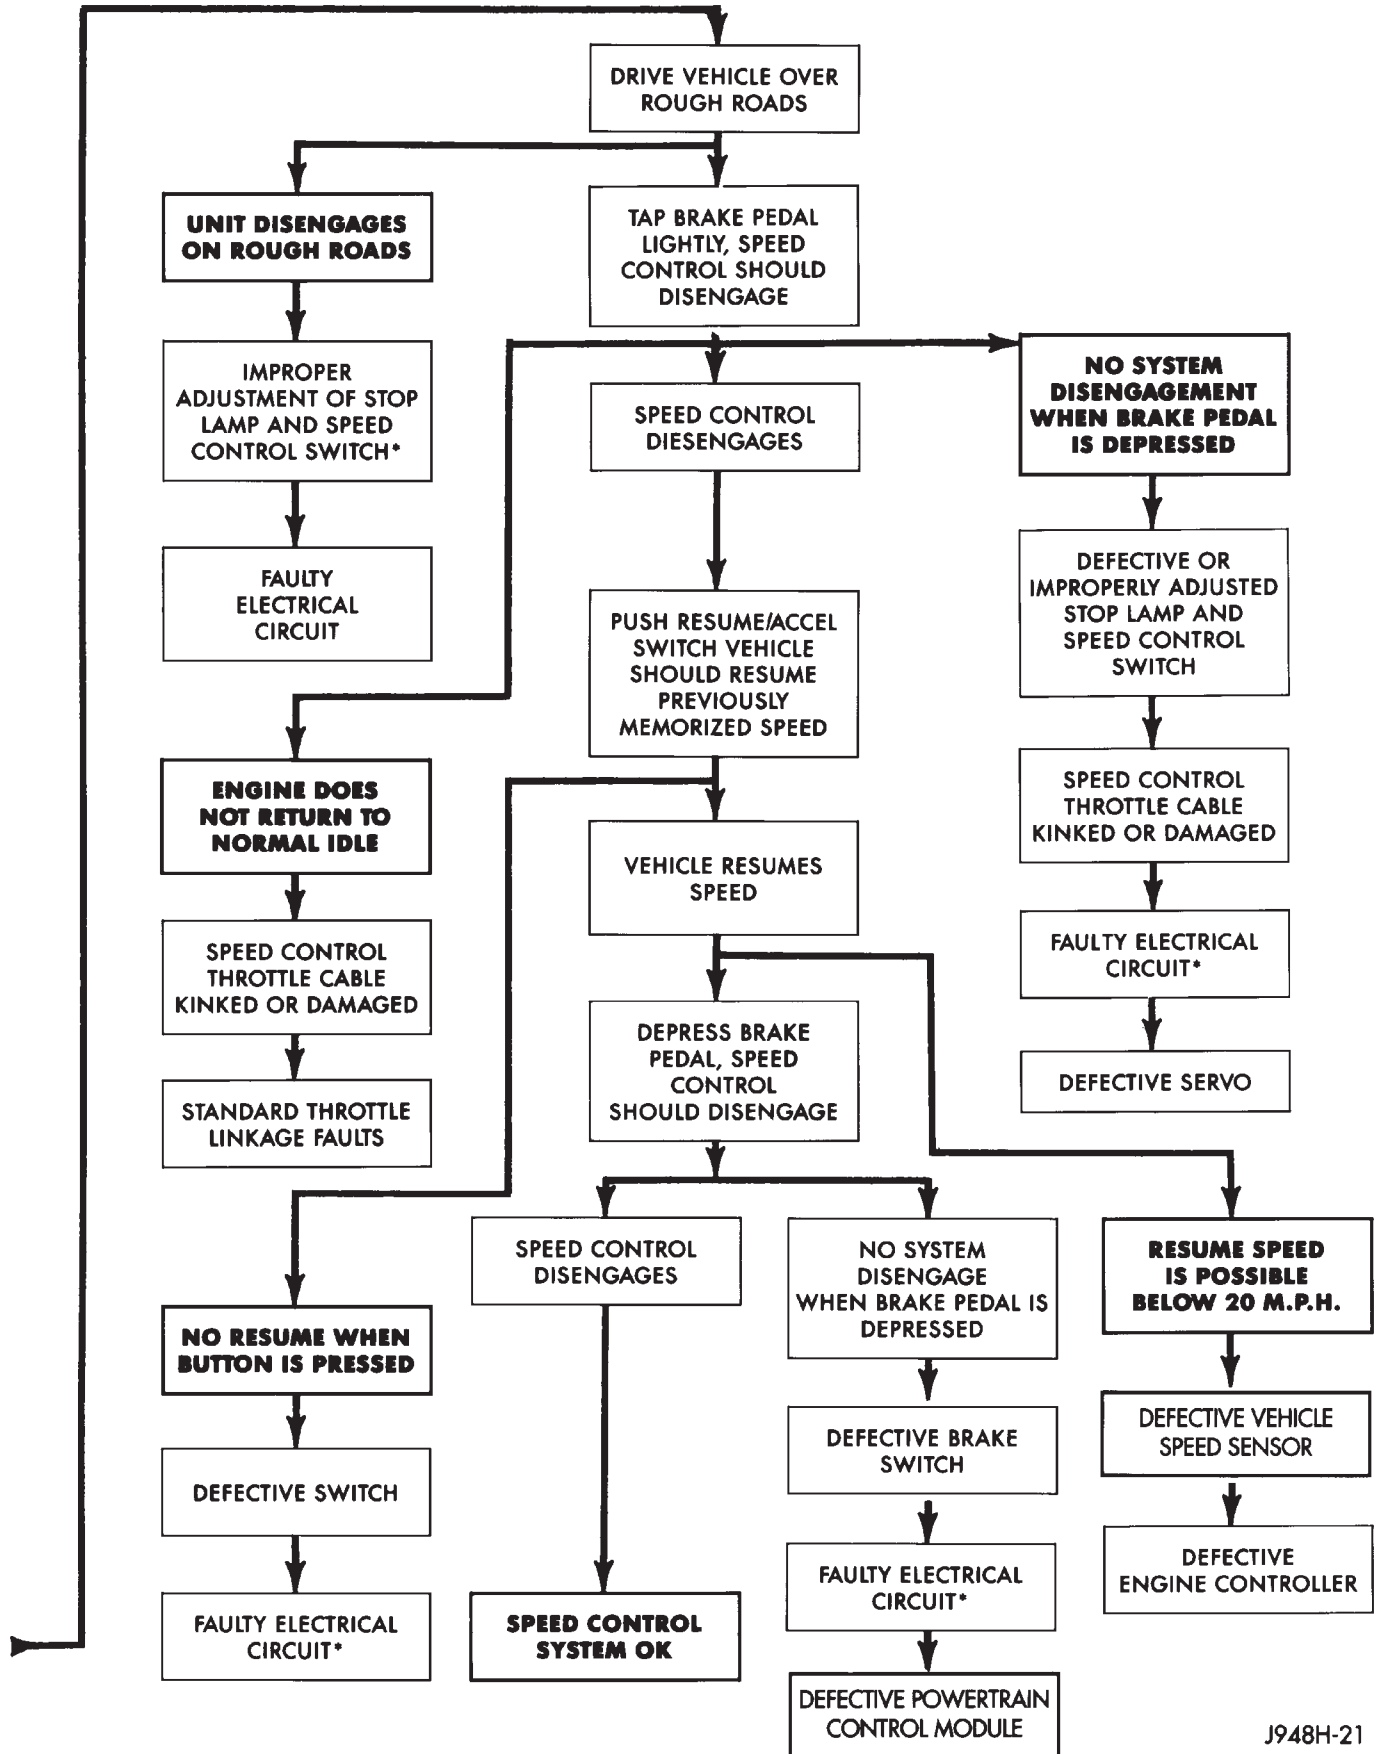 DRIVE VEHICLE OVER
ROUGH ROADS
UNIT DISENGAGES
ON ROUGH ROADS
TAP BRAKE PEDAL
LIGHTLY, SPEED
CONTROL SHOULD
DISENGAGE
IMPROPER
ADJUSTMENT OF STOP
LAMP AND SPEED
CONTROL SWITCH*
SPEED CONTROL
DIESENGAGES
NO SYSTEM
DISENGAGEMENT
WHEN BRAKE PEDAL
IS DEPRESSED
FAULTY
ELECTRICAL
CIRCUIT
PUSH RESUME/ACCEL
SWITCH VEHICLE
SHOULD RESUME
PREVIOUSLY
MEMORIZED SPEED
DEFECTIVE OR
IMPROPERLY ADJUSTED
STOP LAMP AND
SPEED CONTROL
SWITCH
ENGINE DOES
NOT RETURN TO
NORMAL IDLE
VEHICLE RESUMES
SPEED
SPEED CONTROL
THROTTLE CABLE
KINKED OR DAMAGED
SPEED CONTROL
THROTTLE CABLE
KINKED OR DAMAGED
DEPRESS BRAKE
PEDAL, SPEED
CONTROL
SHOULD DISENGAGE
FAULTY ELECTRICAL
CIRCUIT*
STANDARD THROTTLE
LINKAGE FAULTS
DEFECTIVE SERVO
NO RESUME WHEN
BUTTON IS PRESSED
SPEED CONTROL
DISENGAGES
NO SYSTEM
DISENGAGE
WHEN BRAKE PEDAL IS
DEPRESSED
RESUME SPEED
IS POSSIBLE
BELOW 20 M.P.H.
DEFECTIVE SWITCH
DEFECTIVE BRAKE
SWITCH
DEFECTIVE VEHICLE
SPEED SENSOR
FAULTY ELECTRICAL
CIRCUIT*
SPEED CONTROL
SYSTEM OK
FAULTY ELECTRICAL
CIRCUIT*
DEFECTIVE
ENGINE CONTROLLER
DEFECTIVE POWERTRAIN
CONTROL MODULE
J948H-21